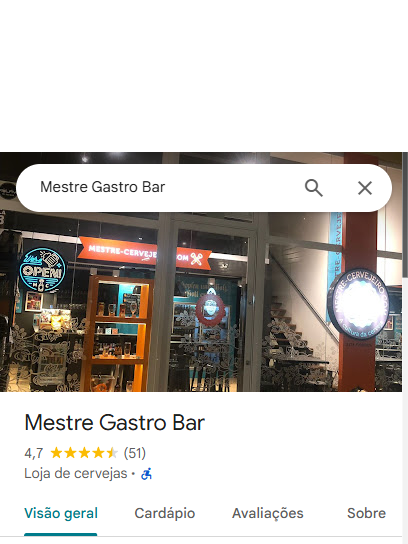 Mestre Gastro Bar
OPEN!
MESTRE-CERVEJEIRO.COM
MESTRE-CERVEJEIRO
Mestre Gastro Bar
4,7 (51)
Loja de cervejas •
Visão geral Cardápio Avaliações Sobre